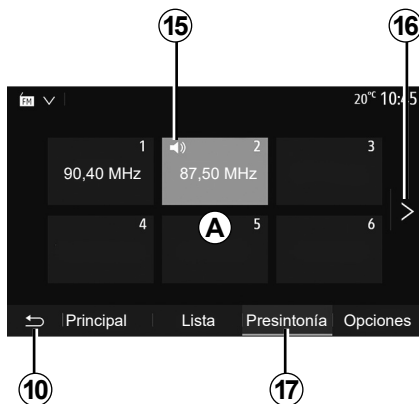 15 16
FM 20°C 10:45
1 2 3
90,40 MHz 87,50 MHz
A
4 5 6
Principal Lista Presintonía Opciones
10 17